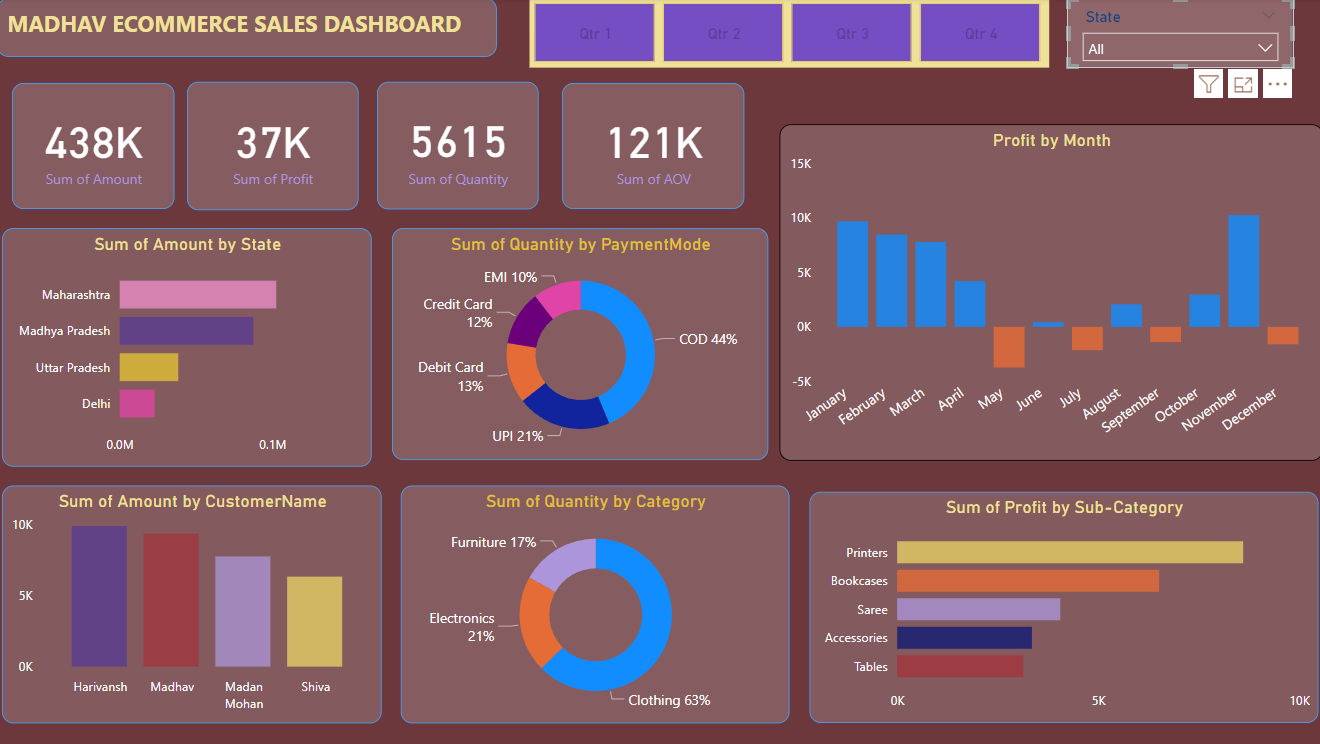 MADHAV ECOMMERCE SALES DASHBOARD
Qtr 1
Qtr 2
Qtr 3
Qtr 4
State
All
438K
Sum of Amount
37K
Sum of Profit
5615
Sum of Quantity
121K
Sum of AOV
Profit by Month
15K
10K
5K
0K
-5K
January
February
March
April
May
June
July
August
September
October
November
December
Sum of Amount by State
Maharashtra
Madhya Pradesh
Uttar Pradesh
Delhi
0.0M
0.1M
Sum of Quantity by PaymentMode
EMI 10%
Credit Card
12%
Debit Card
13%
UPI 21%
COD 44%
Sum of Amount by CustomerName
10K
5K
0K
Harivansh
Madhav
Madan
Mohan
Shiva
Sum of Quantity by Category
Furniture 17%
Electronics
21%
Clothing 63%
Sum of Profit by Sub-Category
Printers
Bookcases
Saree
Accessories
Tables
0K
5K
10K